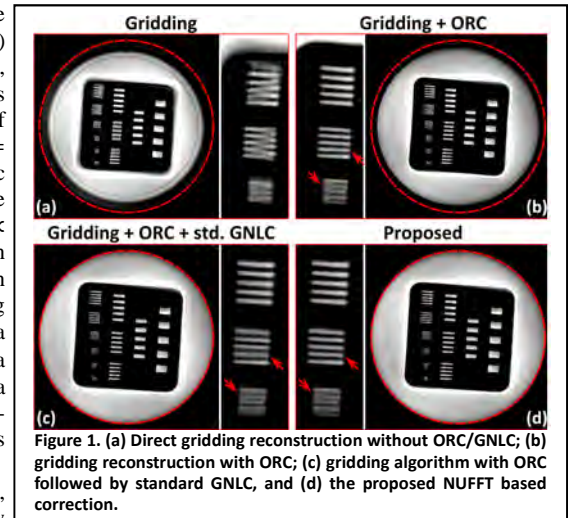 Gridding
Gridding + ORC
(a)
(b)
Gridding + ORC + std. GNLC
Proposed
(c)
(d)
Figure 1. (a) Direct gridding reconstruction without ORC/GNLC; (b)
gridding reconstruction with ORC; (c) gridding algorithm with ORC
followed by standard GNLC, and (d) the proposed NUFFT based
correction.